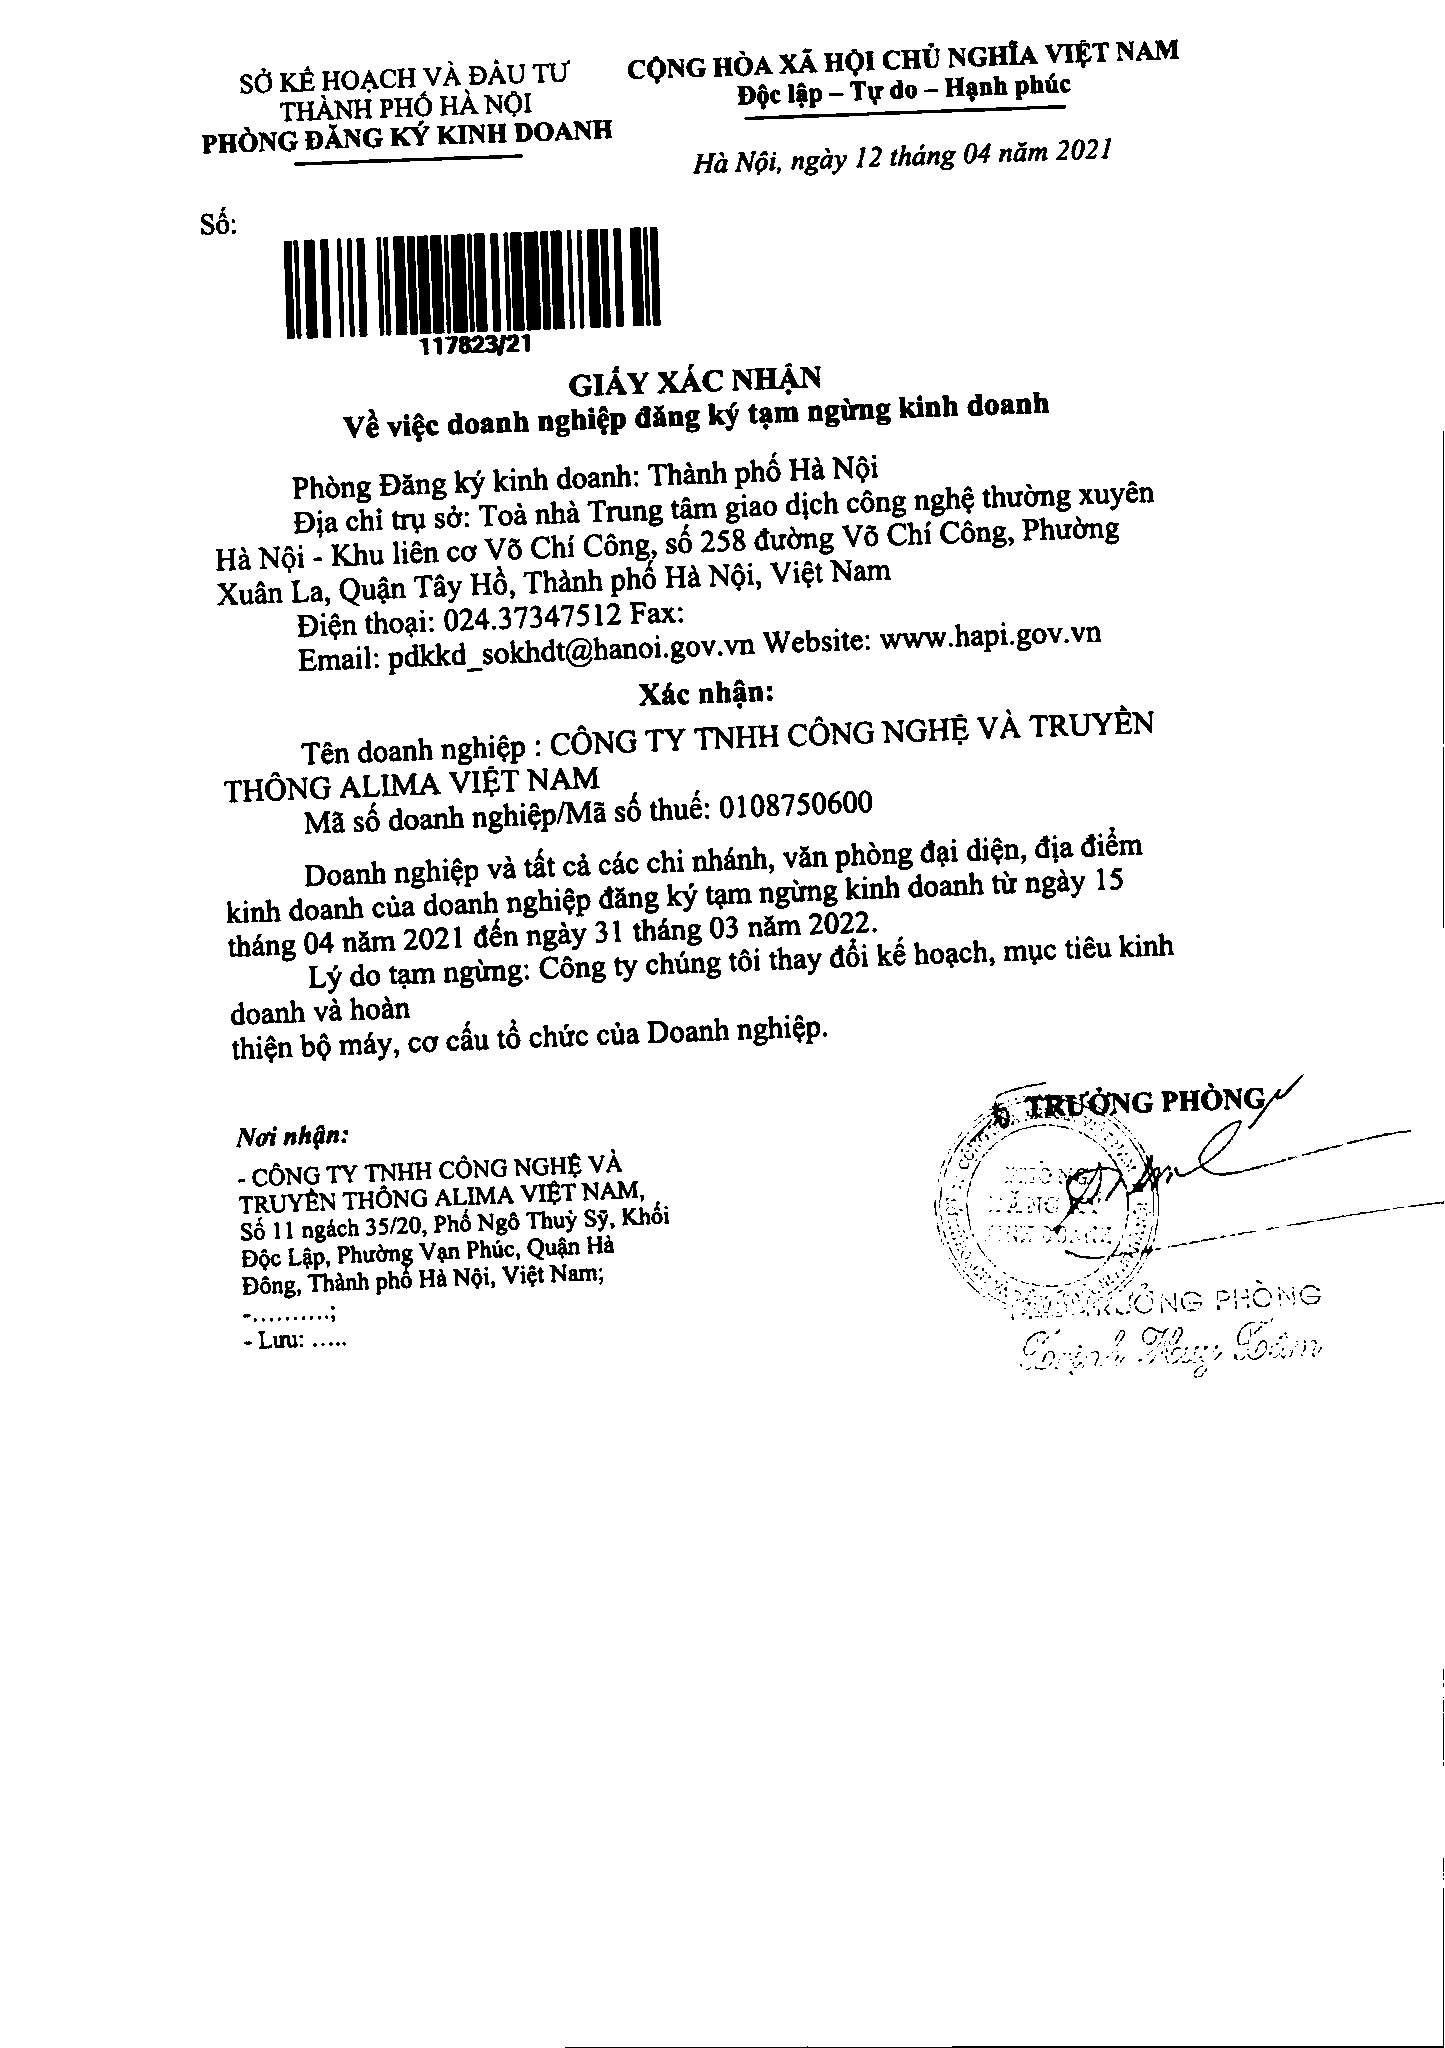 SỞ KẾ HOẠCH VÀ ĐẦU TƯ
THÀNH PHỐ HÀ NỘI
PHÒNG ĐĂNG KÝ KINH DOANH
CỘNG HÒA XÃ HỘI CHỦ NGHĨA VIỆT NAM
Độc lập – Tự do – Hạnh phúc
Hà Nội, ngày 12 tháng 04 năm 2021
Số:
117823/21
GIẤY XÁC NHẬN
Về việc doanh nghiệp đăng ký tạm ngừng kinh doanh
Phòng Đăng ký kinh doanh: Thành phố Hà Nội
Địa chỉ trụ sở: Toà nhà Trung tâm giao dịch công nghệ thường xuyên
Hà Nội - Khu liên cơ Võ Chí Công, số 258 đường Võ Chí Công, Phường
Xuân La, Quận Tây Hồ, Thành phố Hà Nội, Việt Nam
Điện thoại: 024.37347512 Fax:
Email: pdkkd_sokhdt@hanoi.gov.vn Website: www.hapi.gov.vn
Xác nhận:
Tên doanh nghiệp : CÔNG TY TNHH CÔNG NGHỆ VÀ TRUYỀN
THÔNG ALIMA VIỆT NAM
Mã số doanh nghiệp/Mã số thuế: 0108750600
Doanh nghiệp và tất cả các chi nhánh, văn phòng đại diện, địa điểm
kinh doanh của doanh nghiệp đăng ký tạm ngừng kinh doanh từ ngày 15
tháng 04 năm 2021 đến ngày 31 tháng 03 năm 2022.
Lý do tạm ngừng: Công ty chúng tôi thay đổi kế hoạch, mục tiêu kinh
doanh và hoàn
thiện bộ máy, cơ cấu tổ chức của Doanh nghiệp.
TRƯỞNG PHÒNG
Nơi nhận:
- CÔNG TY TNHH CÔNG NGHỆ VÀ
TRUYỀN THÔNG ALIMA VIỆT NAM,
Số 11 ngách 35/20, Phố Ngô Thuỳ Sỹ, Khối
Độc Lập, Phường Vạn Phúc, Quận Hà
Đông, Thành phố Hà Nội, Việt Nam;
-..........;
- Lưu: .....
PHÒNG
ĐĂNG KÝ
KINH DOANH
TRƯỞNG PHÒNG
Huy